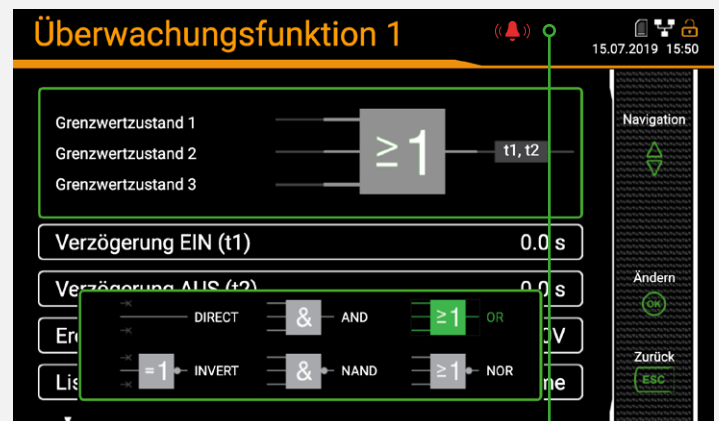 Überwachungsfunktion 1
15.07.2019 15:50
Navigation
Grenzwertzustand 1
Grenzwertzustand 2
Grenzwertzustand 3
≥1
t1, t2
Verzögerung EIN (t1)
0.0 s
Verzögerung AUS (t2)
0.0 s
Ändern
OK
DIRECT
& AND
≥1 OR
=1 INVERT
& NAND
≥1 NOR
Zurück
ESC